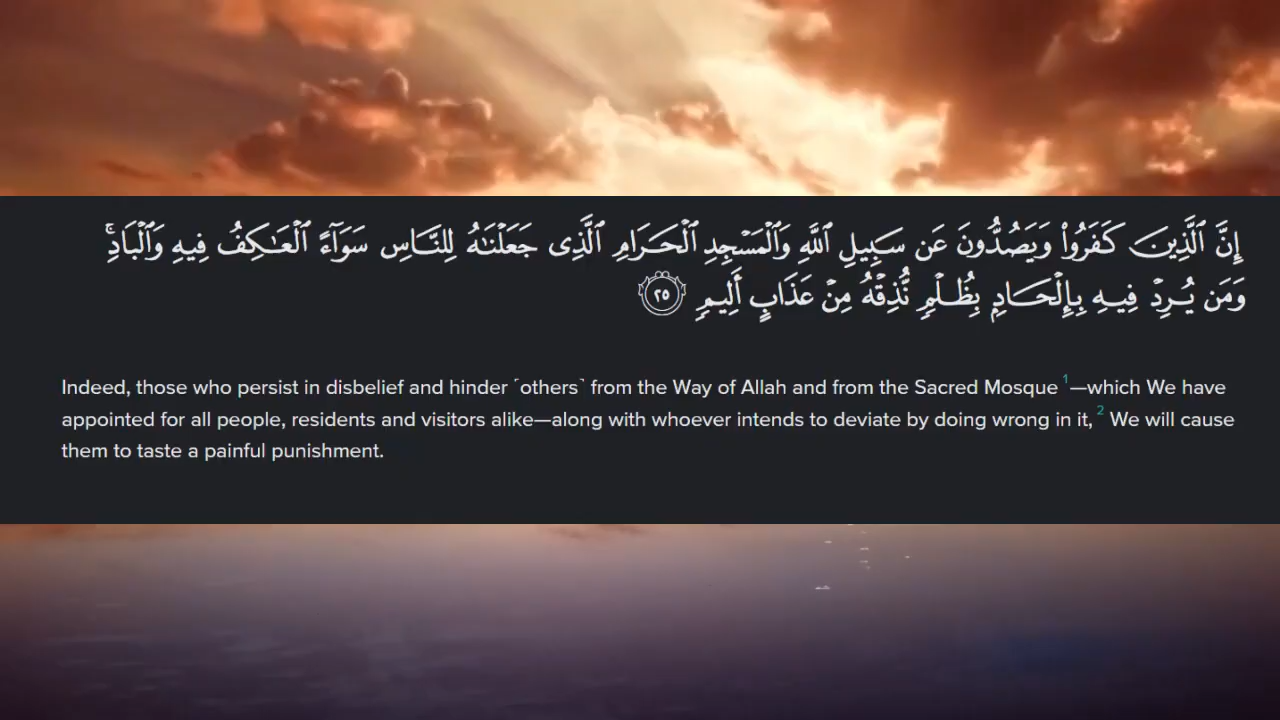 إِنَّ ٱلَّذِينَ كَفَرُوا۟ وَيَصُدُّونَ عَن سَبِيلِ ٱللَّهِ وَٱلْمَسْجِدِ ٱلْحَرَامِ ٱلَّذِى جَعَلْنَـٰهُ لِلنَّاسِ سَوَآءً ٱلْعَـٰكِفُ فِيهِ وَٱلْبَادِ ۚ
وَمَن يُرِدْ فِيهِ بِإِلْحَادٍۭ بِظُلْمٍۢ نُّذِقْهُ مِنْ عَذَابٍ أَلِيمٍۢ ٢٥
Indeed, those who persist in disbelief and hinder ˹others˺ from the Way of Allah and from the Sacred Mosque 1—which We have
appointed for all people, residents and visitors alike—along with whoever intends to deviate by doing wrong in it, 2 We will cause
them to taste a painful punishment.